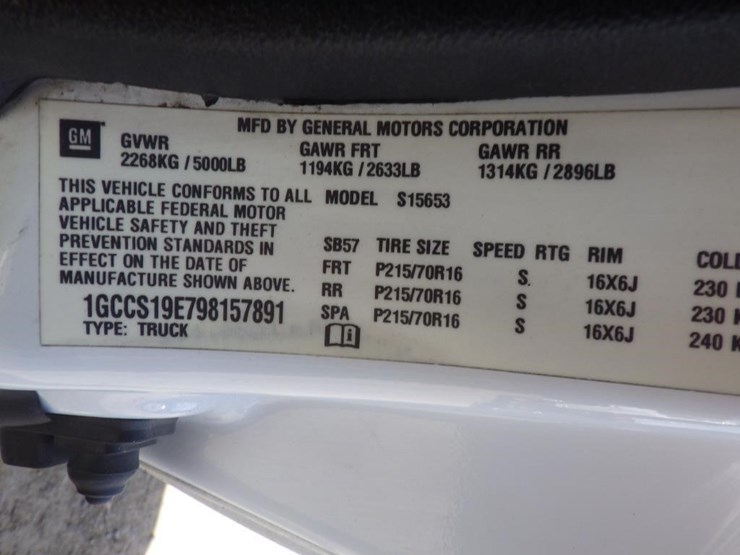 MFD BY GENERAL MOTORS CORPORATION
GM
GVWR GAWR FRT GAWR RR
2268KG / 5000LB 1194KG / 2633LB 1314KG / 2896LB
THIS VEHICLE CONFORMS TO ALL
APPLICABLE FEDERAL MOTOR
VEHICLE SAFETY AND THEFT
PREVENTION STANDARDS IN
EFFECT ON THE DATE OF
MANUFACTURE SHOWN ABOVE.
1GCCS19E798157891
TYPE: TRUCK
MODEL S15653
SB57 TIRE SIZE SPEED RTG RIM COLD
FRT P215/70R16 S. 16X6J 230
RR P215/70R16 S 16X6J 230 K
SPA P215/70R16 S 16X6J 240 K